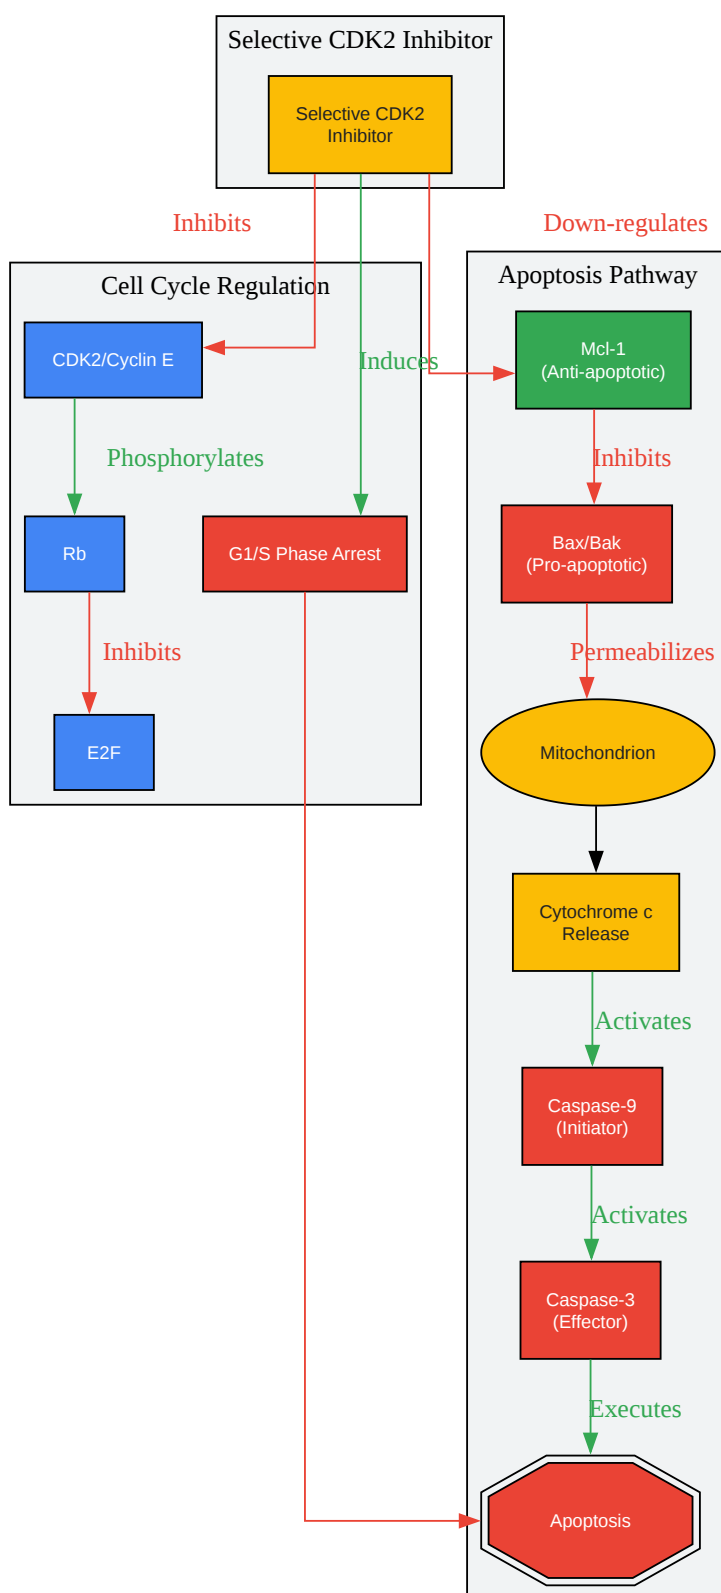 Selective CDK2 Inhibitor
Selective CDK2
Inhibitor
Inhibits
Down-regulates
Cell Cycle Regulation
Apoptosis Pathway
CDK2/Cyclin E
Induces
Mcl-1
(Anti-apoptotic)
Phosphorylates
Inhibits
Rb
G1/S Phase Arrest
Bax/Bak
(Pro-apoptotic)
Inhibits
Permeabilizes
E2F
Mitochondrion
Cytochrome c
Release
Activates
Caspase-9
(Initiator)
Activates
Caspase-3
(Effector)
Executes
Apoptosis